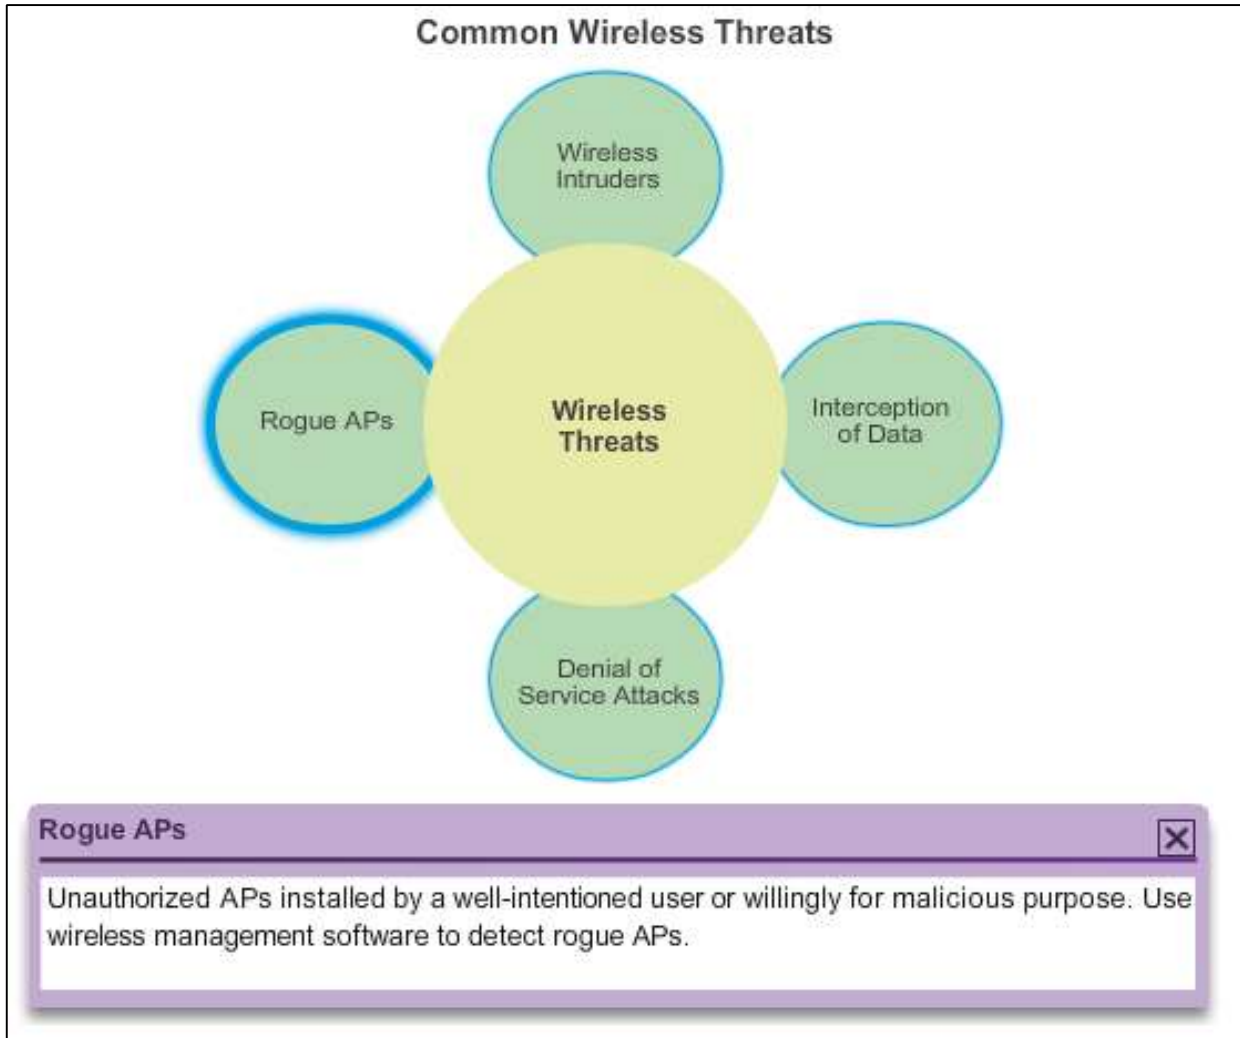 Common Wireless Threats
Wireless
Intruders
Rogue APs
Wireless
Threats
Interception
of Data
Denial of
Service Attacks
Rogue APs
Unauthorized APs installed by a well-intentioned user or willingly for malicious purpose. Use
wireless management software to detect rogue APs.